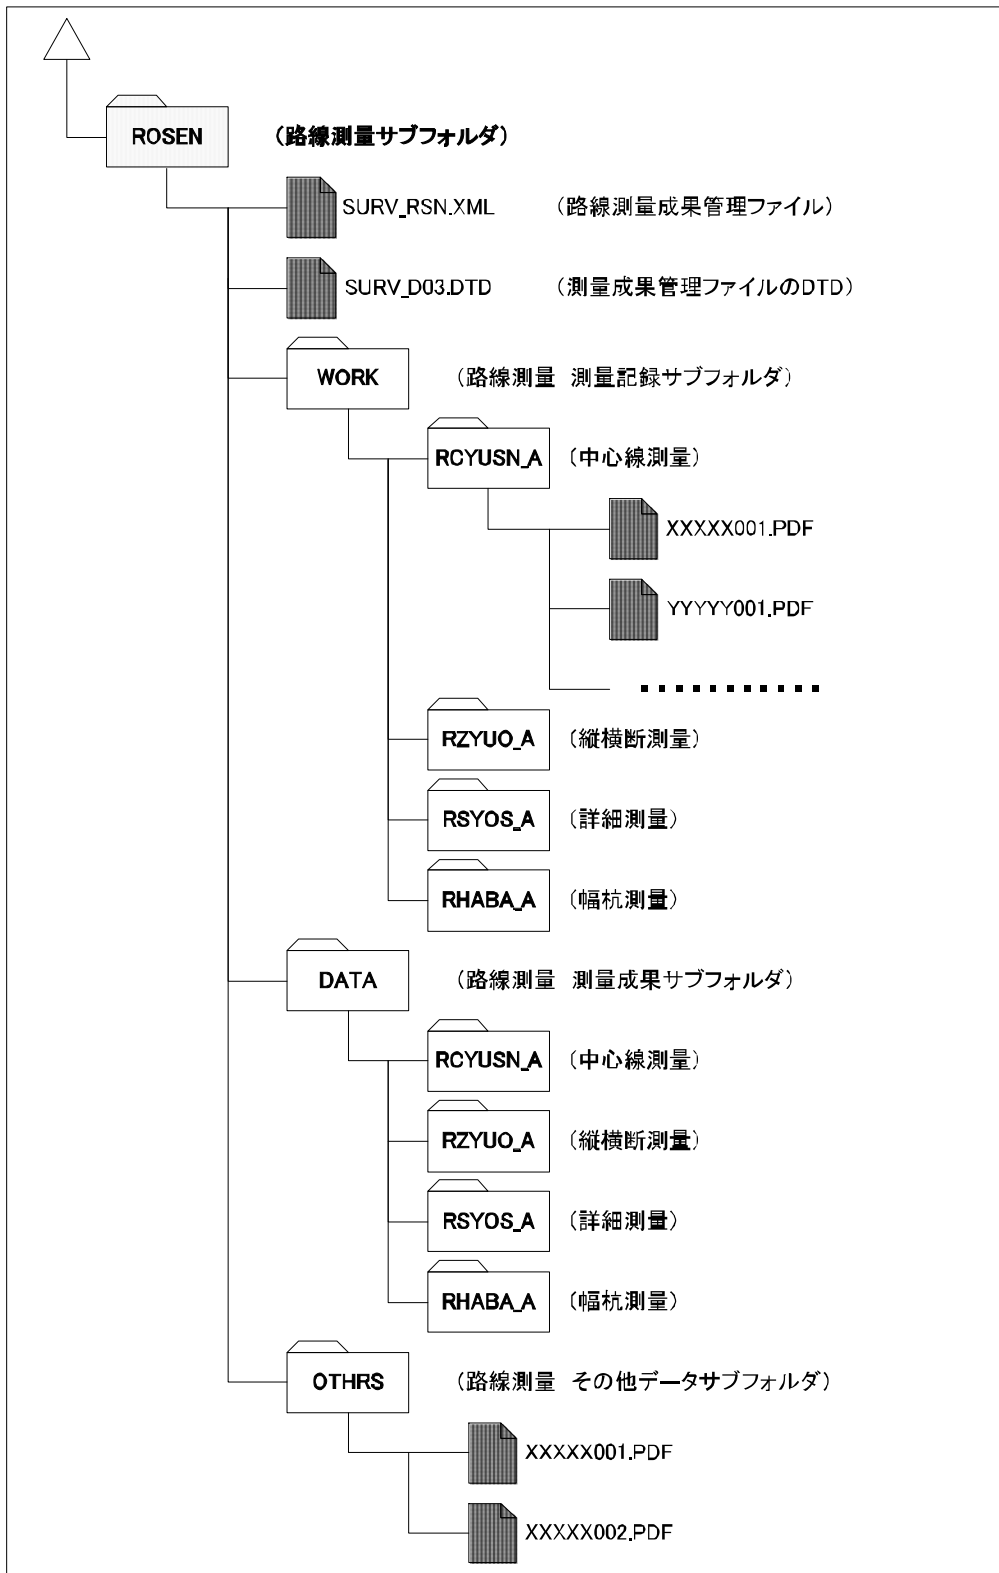 ROSEN (路線測量サブフォルダ)
SURV_RSN.XML (路線測量成果管理ファイル)
SURV_D03.DTD (測量成果管理ファイルのDTD)
WORK (路線測量 測量記録サブフォルダ)
RCYUSN_A (中心線測量)
XXXXX001.PDF
YYYYY001.PDF
RZYUO_A (縦横断測量)
RSYOS_A (詳細測量)
RHABA_A (幅杭測量)
DATA (路線測量 測量成果サブフォルダ)
RCYUSN_A (中心線測量)
RZYUO_A (縦横断測量)
RSYOS_A (詳細測量)
RHABA_A (幅杭測量)
OTHRS (路線測量 その他データサブフォルダ)
XXXXX001.PDF
XXXXX002.PDF